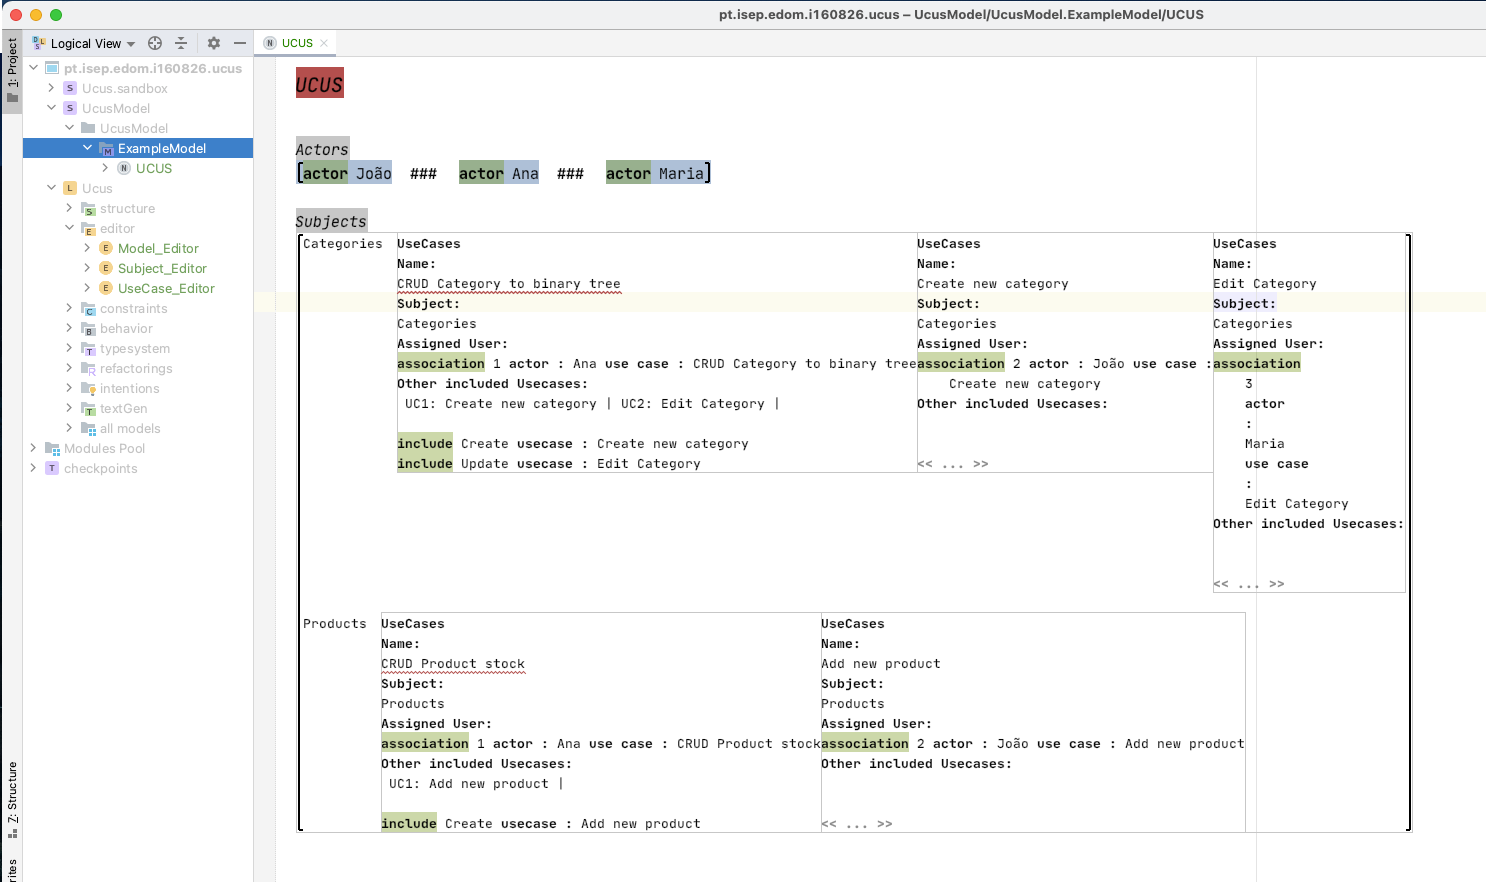 pt.isep.edom.i160826.ucus – UcusModel/UcusModel.ExampleModel/UCUS
1: Project
Logical View
UCUS
pt.isep.edom.i160826.ucus
Ucus.sandbox
UcusModel
UcusModel
ExampleModel
UCUS
Ucus
structure
editor
Model_Editor
Subject_Editor
UseCase_Editor
constraints
behavior
typesystem
refactorings
intentions
textGen
all models
Modules Pool
checkpoints
Z: Structure
rites
UCUS
Actors
[actor João ### actor Ana ### actor Maria]
Subjects
Categories
UseCases
Name:
CRUD Category to binary tree
Subject:
Categories
Assigned User:
association 1 actor : Ana use case : CRUD Category to binary tree
Other included Usecases:
UC1: Create new category | UC2: Edit Category |
include Create usecase : Create new category
include Update usecase : Edit Category
UseCases
Name:
Create new category
Subject:
Categories
Assigned User:
association 2 actor : João use case :
Create new category
Other included Usecases:
<< ... >>
UseCases
Name:
Edit Category
Subject:
Categories
Assigned User:
association
3
actor
:
Maria
use case
:
Edit Category
Other included Usecases:
<< ... >>
Products
UseCases
Name:
CRUD Product stock
Subject:
Products
Assigned User:
association 1 actor : Ana use case : CRUD Product stock
Other included Usecases:
UC1: Add new product |
include Create usecase : Add new product
UseCases
Name:
Add new product
Subject:
Products
Assigned User:
association 2 actor : João use case : Add new product
Other included Usecases:
<< ... >>